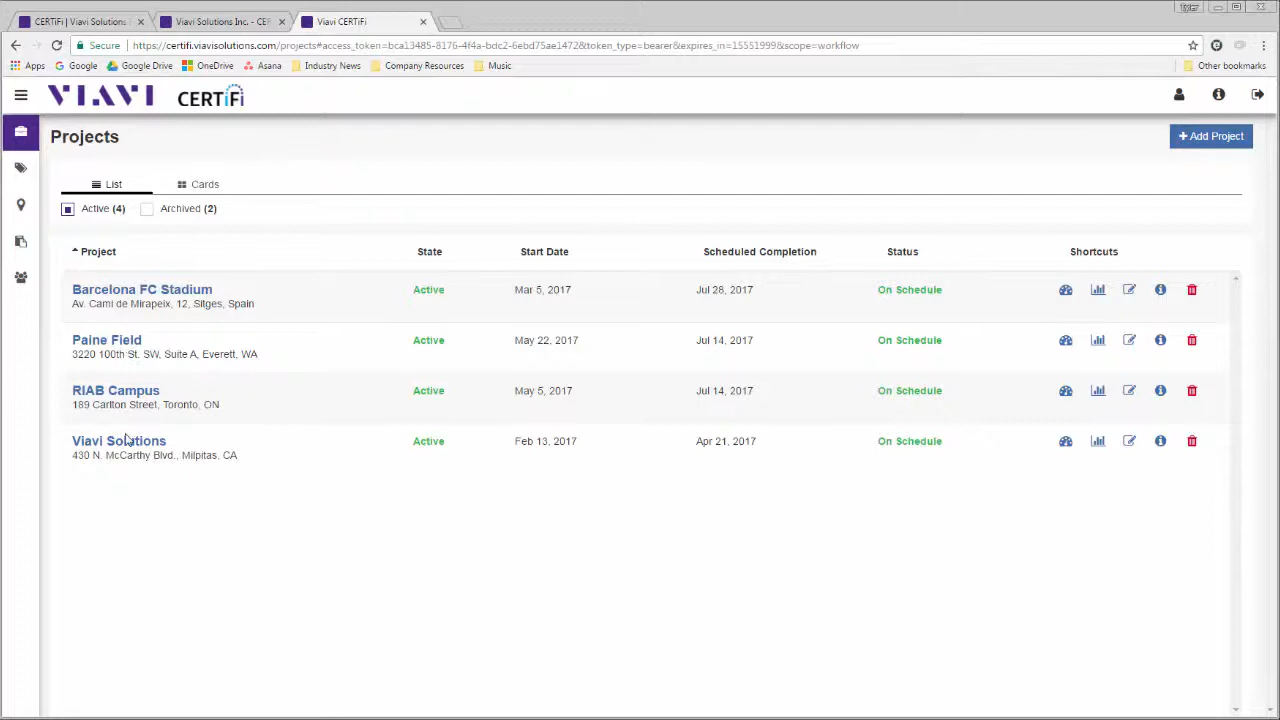 CERTiFi | Viavi Solutions
Viavi Solutions Inc. - CER
Viavi CERTiFi
Secure https://certifi.viavisolutions.com/projects#access_token=bca13485-8176-4f4a-bdc2-6ebd75ae1472&token_type=bearer&expires_in=15551999&scope=workflow
Apps Google Google Drive OneDrive Asana Industry News Company Resources Music Other bookmarks
VIAVI CERTiFi
Projects
Add Project
List Cards
Active (4) Archived (2)
Project State Start Date Scheduled Completion Status Shortcuts
Barcelona FC Stadium Active Mar 5, 2017 Jul 28, 2017 On Schedule
Av. Cami de Mirapeix, 12, Sitges, Spain
Paine Field Active May 22, 2017 Jul 14, 2017 On Schedule
3220 100th St. SW, Suite A, Everett, WA
RIAB Campus Active May 5, 2017 Jul 14, 2017 On Schedule
189 Carlton Street, Toronto, ON
Viavi Solutions Active Feb 13, 2017 Apr 21, 2017 On Schedule
430 N. McCarthy Blvd., Milpitas, CA